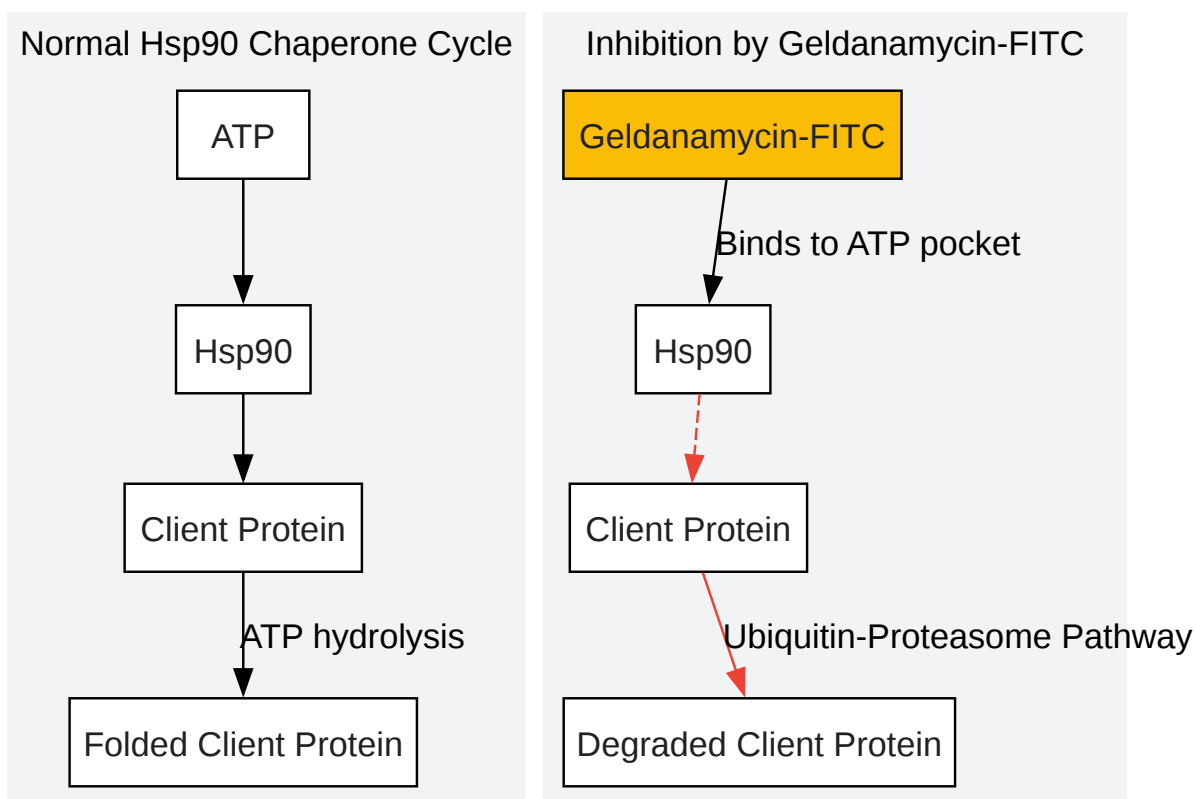 Normal Hsp90 Chaperone Cycle
ATP
Hsp90
Client Protein
ATP hydrolysis
Folded Client Protein
Inhibition by Geldanamycin-FITC
Geldanamycin-FITC
Binds to ATP pocket
Hsp90
Client Protein
Ubiquitin-Proteasome Pathway
Degraded Client Protein